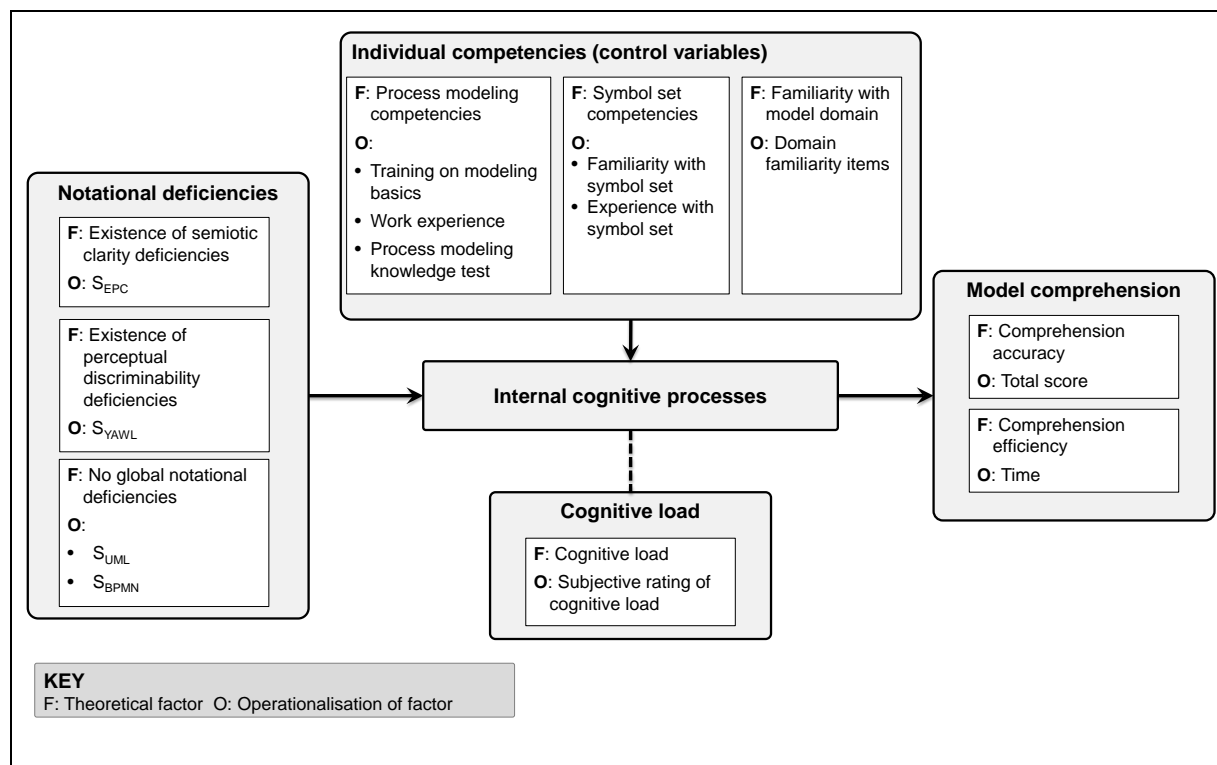 Individual competencies (control variables)
F: Process modeling
competencies
O:
• Training on modeling
basics
• Work experience
• Process modeling
knowledge test
F: Symbol set
competencies
O:
• Familiarity with
symbol set
• Experience with
symbol set
F: Familiarity with
model domain
O: Domain
familiarity items
Notational deficiencies
F: Existence of semiotic
clarity deficiencies
O: S_EPC
F: Existence of
perceptual
discriminability
deficiencies
O: S_YAWL
F: No global notational
deficiencies
O:
• S_UML
• S_BPMN
Internal cognitive processes
Cognitive load
F: Cognitive load
O: Subjective rating of
cognitive load
Model comprehension
F: Comprehension
accuracy
O: Total score
F: Comprehension
efficiency
O: Time
KEY
F: Theoretical factor O: Operationalisation of factor